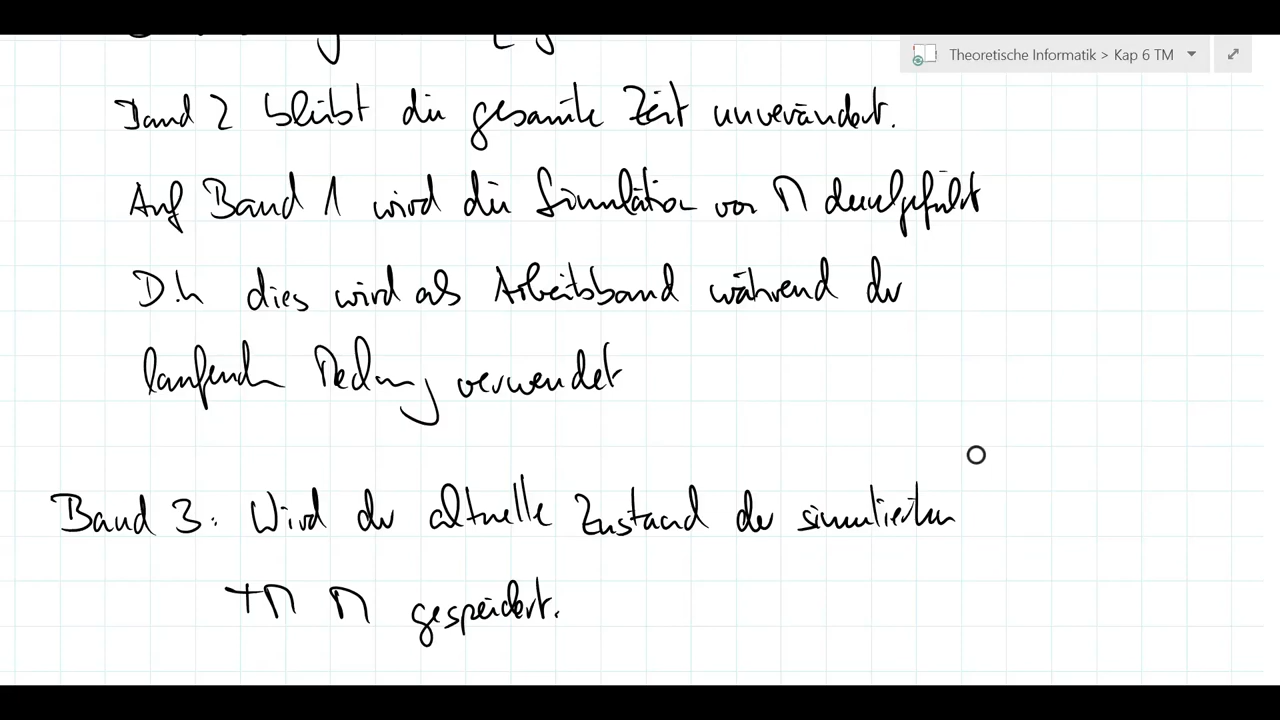 Theoretische Informatik > Kap 6 TM
Band 2 bleibt die gesamte Zeit unverändert.
Auf Band 1 wird die Simulation von M durchgeführt
D.h dies wird als Arbeitsband während der
laufenden Rechnung verwendet
Band 3: Wird der aktuelle Zustand der simulierten
TM M gespeichert.